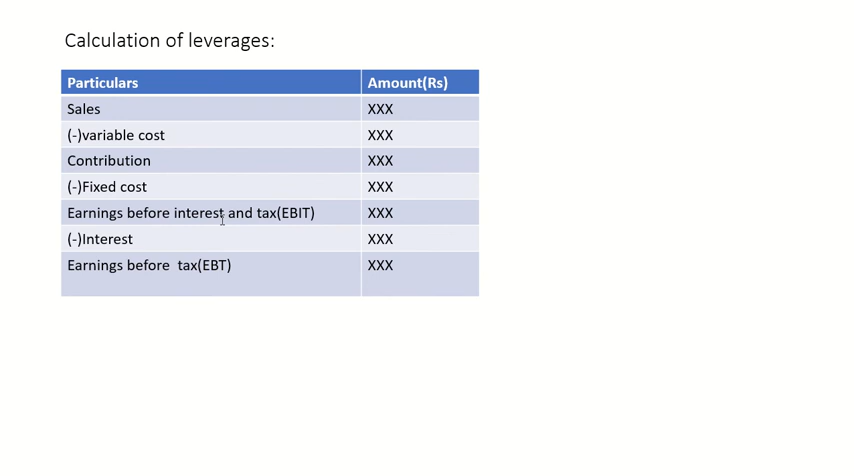 Calculation of leverages:
Particulars Amount(Rs)
Sales XXX
(-)variable cost XXX
Contribution XXX
(-)Fixed cost XXX
Earnings before interest and tax(EBIT) XXX
(-)Interest XXX
Earnings before  tax(EBT) XXX